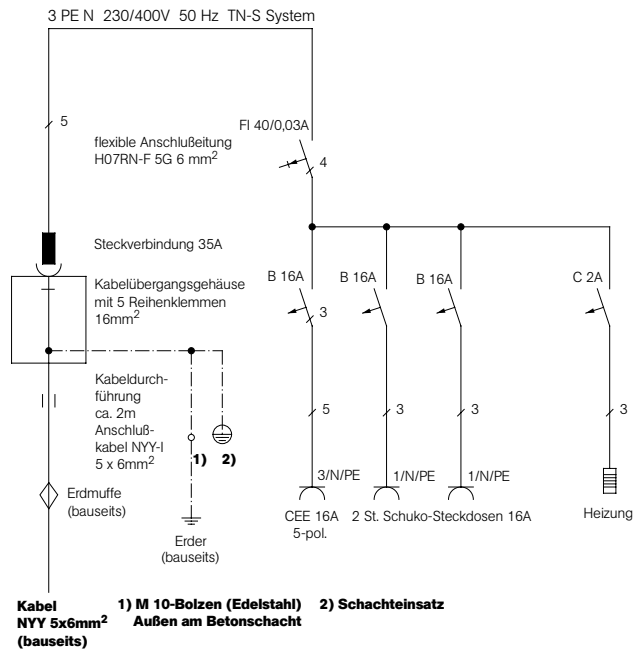 3 PE N 230/400V 50 Hz TN-S System
5
flexible Anschlußeitung
H07RN-F 5G 6 mm²
FI 40/0,03A
4
Steckverbindung 35A
Kabelübergangsgehäuse
mit 5 Reihenklemmen
16mm²
B 16A
B 16A
B 16A
C 2A
3
Kabeldurch-
führung
ca. 2m
Anschluß-
kabel NYY-I
5 x 6mm²
1)
2)
5
3
3
3
3/N/PE
1/N/PE
1/N/PE
CEE 16A
5-pol.
2 St. Schuko-Steckdosen 16A
Heizung
Erdmuffe
(bauseits)
Erder
(bauseits)
Kabel
NYY 5x6mm²
(bauseits)
1) M 10-Bolzen (Edelstahl)
Außen am Betonschacht
2) Schachteinsatz